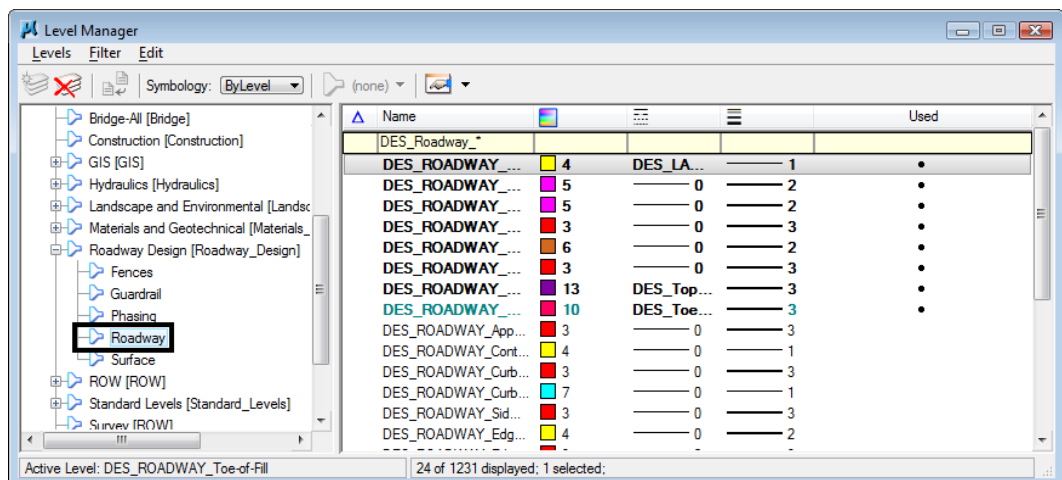 Level Manager
Levels Filter Edit
Symbology: ByLevel (none)
Bridge-All [Bridge]
Construction [Construction]
GIS [GIS]
Hydraulics [Hydraulics]
Landscape and Environmental [Landsc
Materials and Geotechnical [Materials_
Roadway Design [Roadway_Design]
Fences
Guardrail
Phasing
Roadway
Surface
ROW [ROW]
Standard Levels [Standard_Levels]
Survey [ROW]
Name Used
DES_Roadway_*
DES_ROADWAY_... 4 DES_LA... 1
DES_ROADWAY_... 5 0 2
DES_ROADWAY_... 5 0 2
DES_ROADWAY_... 3 0 3
DES_ROADWAY_... 6 0 2
DES_ROADWAY_... 3 0 3
DES_ROADWAY_... 13 DES_Top... 3
DES_ROADWAY_... 10 DES_Toe... 3
DES_ROADWAY_App... 3 0 3
DES_ROADWAY_Cont... 4 0 1
DES_ROADWAY_Curb... 3 0 3
DES_ROADWAY_Curb... 7 0 1
DES_ROADWAY_Sid... 3 0 3
DES_ROADWAY_Edg... 4 0 2
Active Level: DES_ROADWAY_Toe-of-Fill
24 of 1231 displayed; 1 selected;